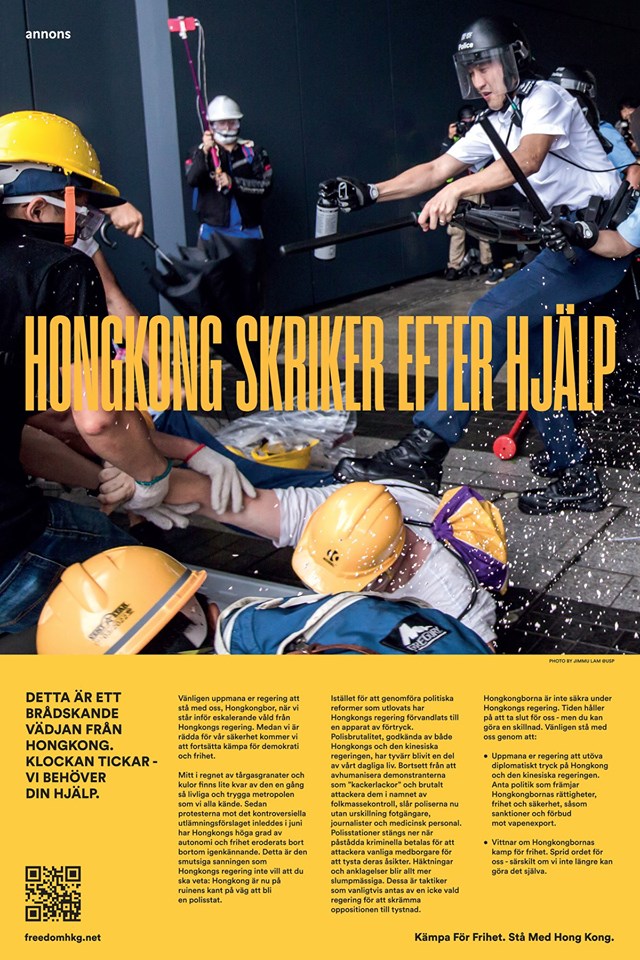 annons
Police
HONGKONG SKRIKER EFTER HJÄLP
PHOTO BY JIMMU LAM @USP
DETTA ÄR ETT
BRÅDSKANDE
VÄDJAN FRÅN
HONGKONG.
KLOCKAN TICKAR -
VI BEHÖVER
DIN HJÄLP.
Vänligen uppmana er regering att
stå med oss, Hongkongbor, när vi
står inför eskalerande våld från
Hongkongs regering. Medan vi är
rädda för vår säkerhet kommer vi
att fortsätta kämpa för demokrati
och frihet.
Mitt i regnet av tårgasgranater och
kulor finns lite kvar av den en gång
så livliga och trygga metropolen
som vi alla kände. Sedan
protesterna mot det kontroversiella
utlämningsförslaget inleddes i juni
har Hongkongs höga grad av
autonomi och frihet eroderats bort
bortom igenkännande. Detta är den
smutsiga sanningen som
Hongkongs regering inte vill att du
ska veta: Hongkong är nu på
ruinens kant på väg att bli
en polisstat.
Istället för att genomföra politiska
reformer som utlovats har
Hongkongs regering förvandlats till
en apparat av förtryck.
Polisbrutalitet, godkända av både
Hongkongs och den kinesiska
regeringen, har tyvärr blivit en del
av vårt dagliga liv. Bortsett från att
avhumanisera demonstranterna
som "kackerlackor" och brutalt
attackera dem i namnet av
folkmassekontroll, slår poliserna nu
utan urskillning fotgängare,
journalister och medicinsk personal.
Polisstationer stängs ner när
påstådda kriminella betalas för att
attackera vanliga medborgare för
att tysta deras åsikter. Häktningar
och anklagelser blir allt mer
slumpmässiga. Dessa är taktiker
som vanligtvis antas av en icke vald
regering för att skrämma
oppositionen till tystnad.
Hongkongborna är inte säkra under
Hongkongs regering. Tiden håller
på att ta slut för oss - men du kan
göra en skillnad. Vänligen stå med
oss genom att:
• Uppmana er regering att utöva
diplomatiskt tryck på Hongkong
och den kinesiska regeringen.
Anta politik som främjar
Hongkongbornas rättigheter,
frihet och säkerhet, såsom
sanktioner och förbud
mot vapenexport.
• Vittnar om Hongkongbornas
kamp för frihet. Sprid ordet för
oss - särskilt om vi inte längre kan
göra det själva.
freedomhkg.net
Kämpa För Frihet. Stå Med Hong Kong.